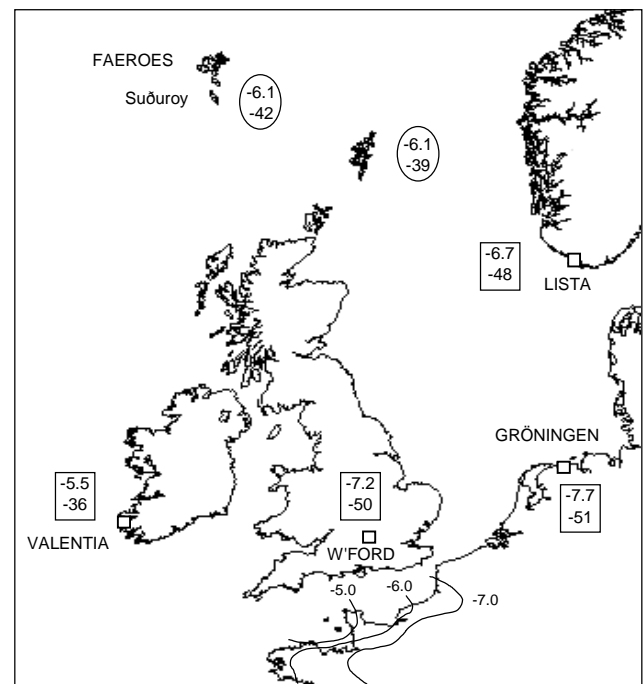 FAEROES
Suðuroy
-6.1
-42
-6.1
-39
-6.7
-48
LISTA
GRÖNINGEN
-7.7
-51
-5.5
-36
VALENTIA
-7.2
-50
W'FORD
-5.0
-6.0
-7.0